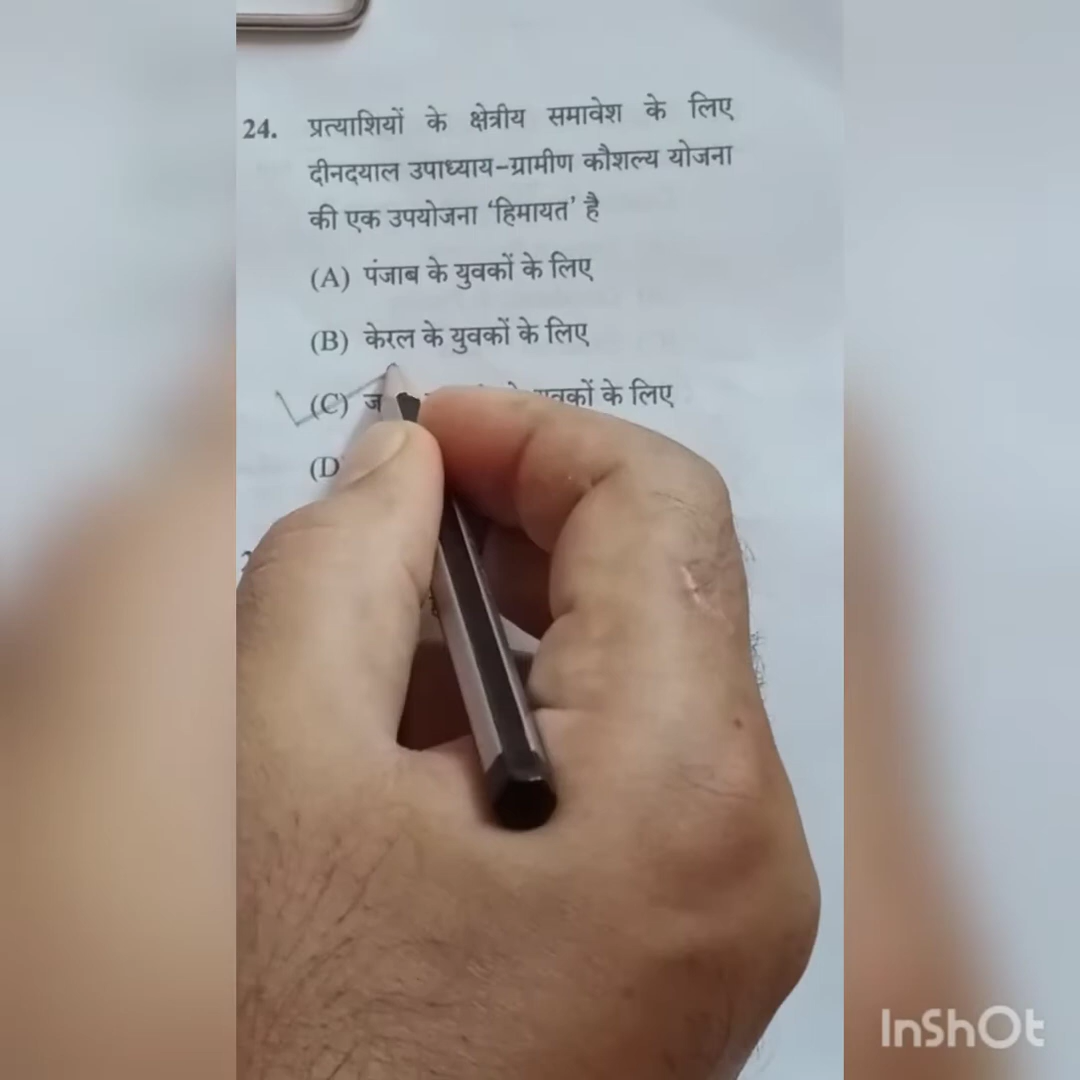 24. प्रत्याशियों के क्षेत्रीय समावेश के लिए
दीनदयाल उपाध्याय-ग्रामीण कौशल्य योजना
की एक उपयोजना ‘हिमायत’ है
(A) पंजाब के युवकों के लिए
(B) केरल के युवकों के लिए
(C) के लिए
(D
InShOt